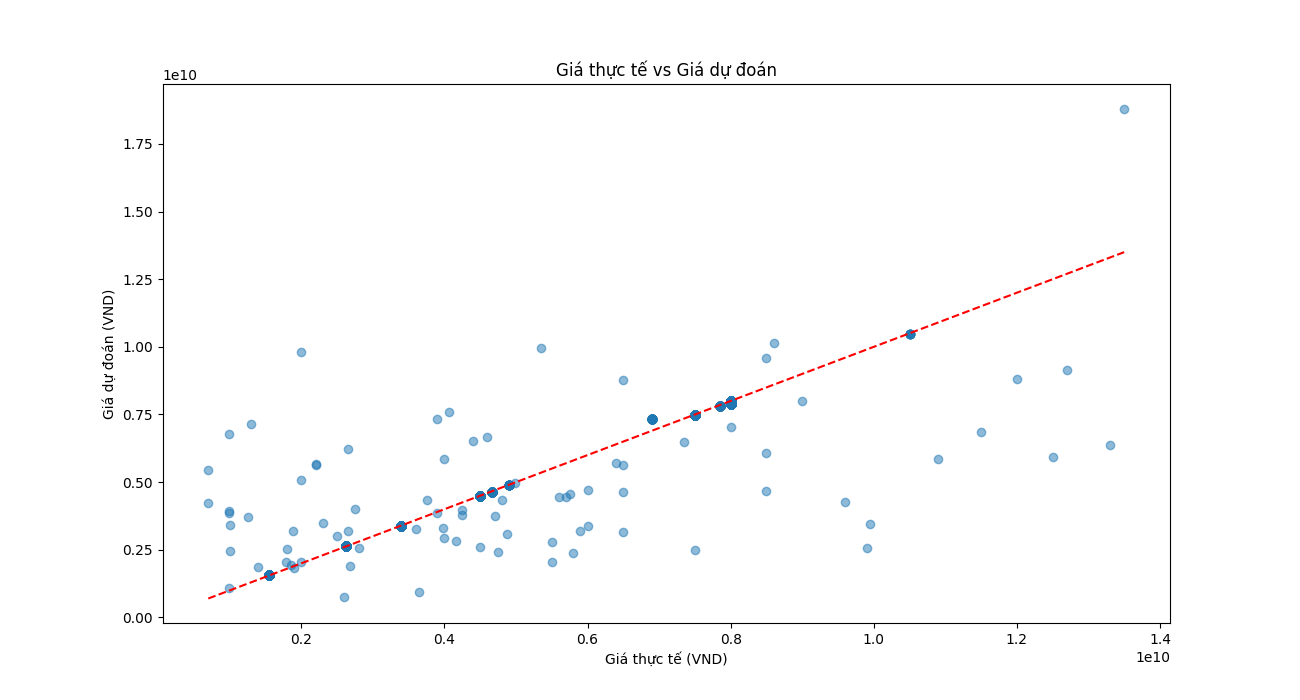 Giá thực tế vs Giá dự đoán
1e10
Giá dự đoán (VND)
1.75
1.50
1.25
1.00
0.75
0.50
0.25
0.00
0.2 0.4 0.6 0.8 1.0 1.2 1.4
1e10
Giá thực tế (VND)